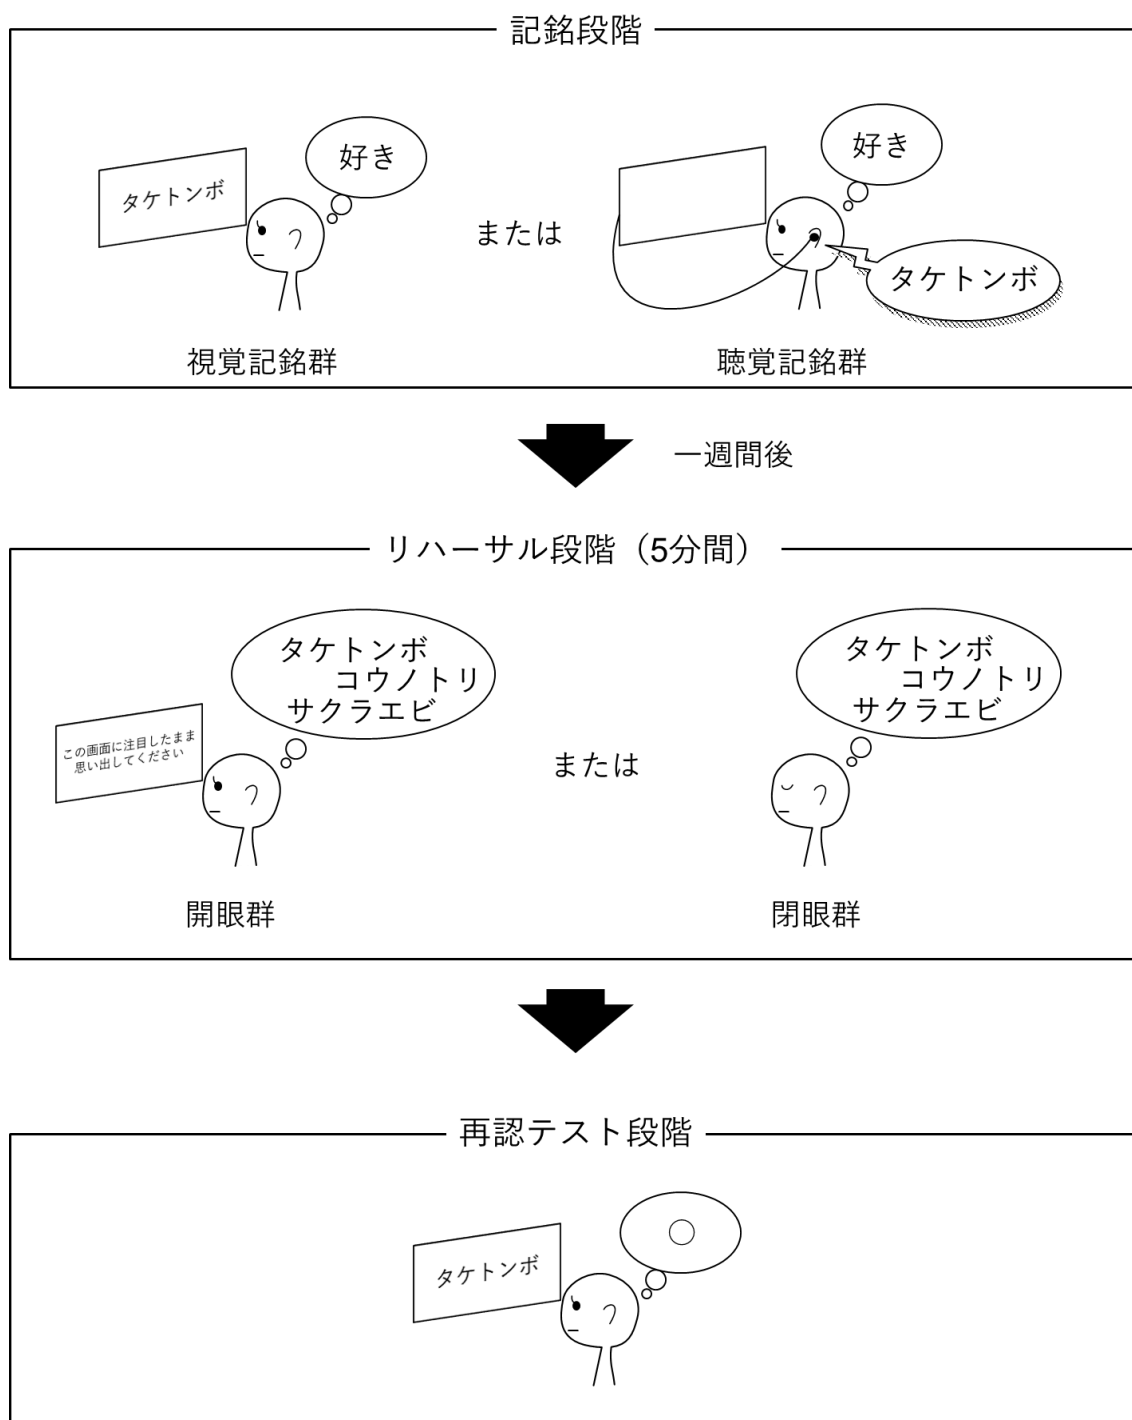 記銘段階
好き
タケトンボ
視覚記銘群
または
好き
タケトンボ
聴覚記銘群
一週間後
リハーサル段階（5分間）
タケトンボ
コウノトリ
サクラエビ
この画面に注目したまま
思い出してください
開眼群
または
タケトンボ
コウノトリ
サクラエビ
閉眼群
再認テスト段階
タケトンボ
○